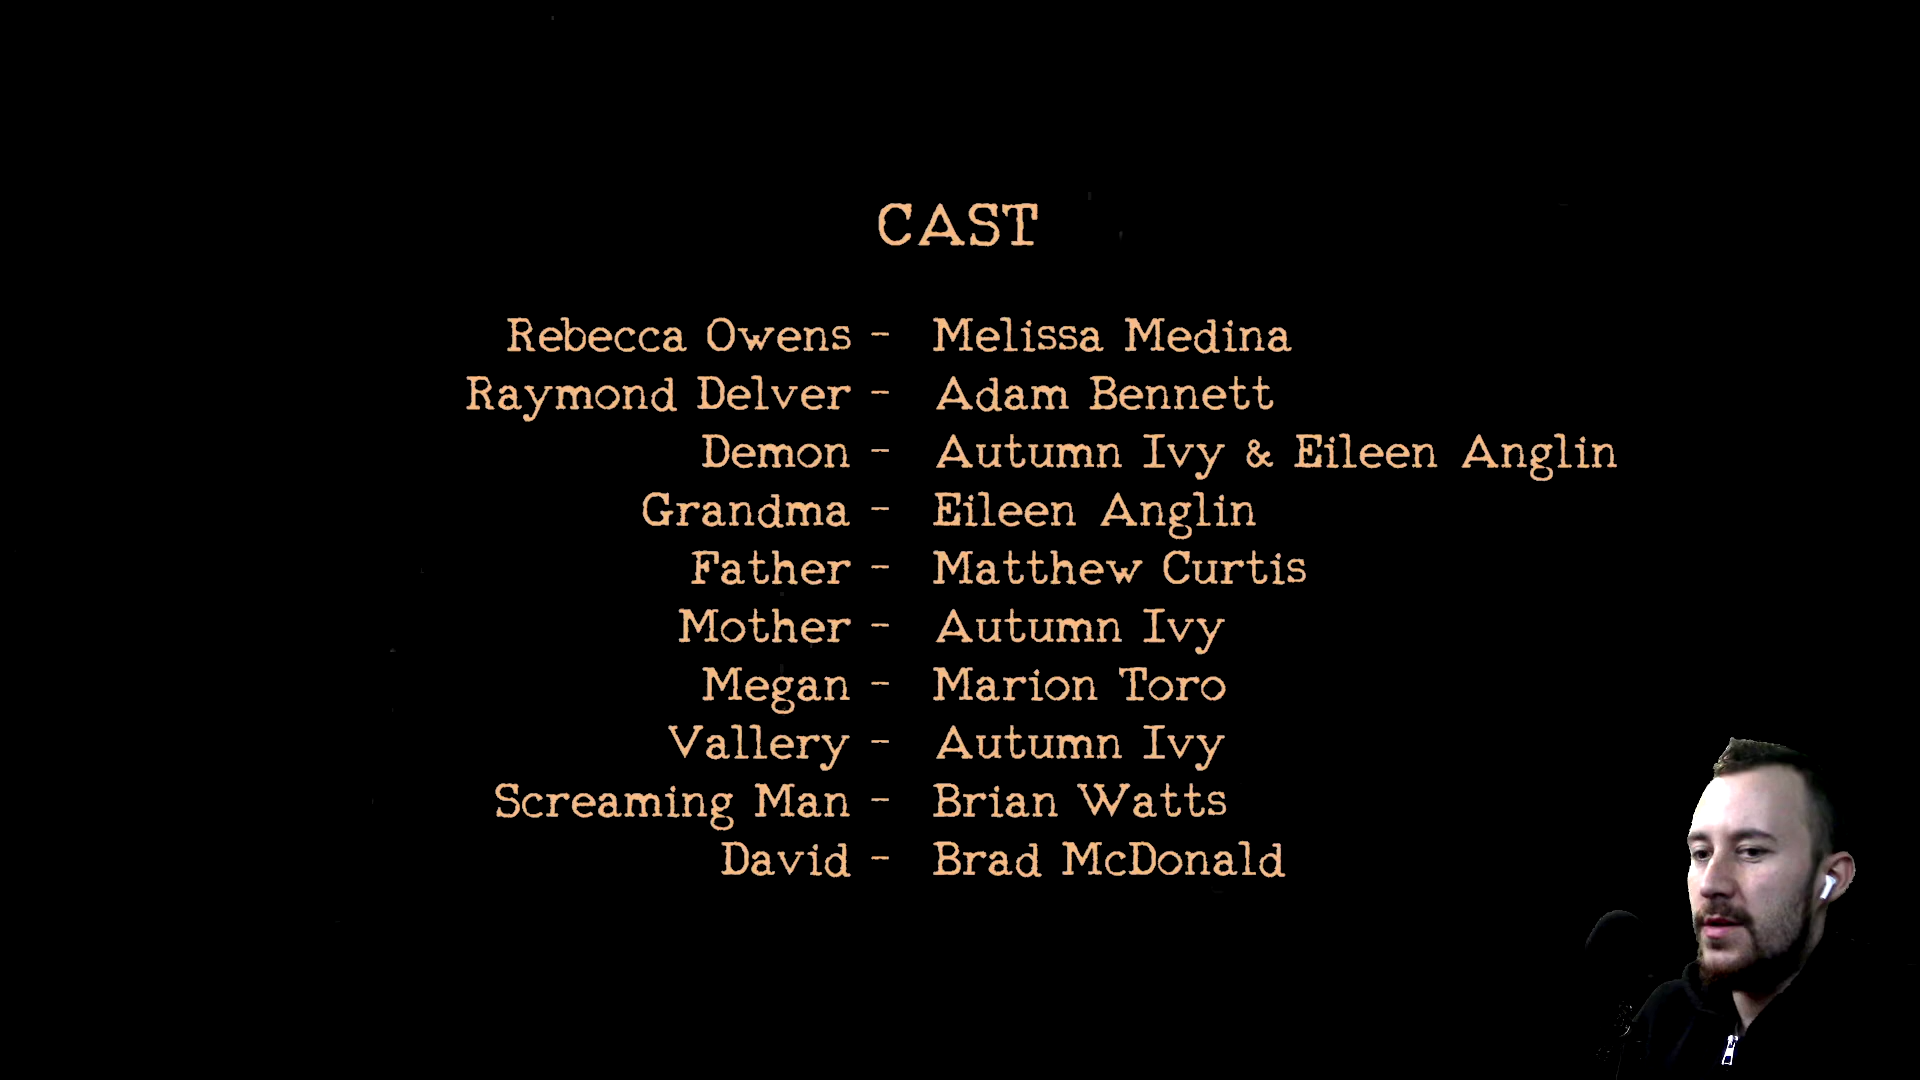 CAST
Rebecca Owens - Melissa Medina
Raymond Delver - Adam Bennett
Demon - Autumn Ivy & Eileen Anglin
Grandma - Eileen Anglin
Father - Matthew Curtis
Mother - Autumn Ivy
Megan - Marion Toro
Vallery - Autumn Ivy
Screaming Man - Brian Watts
David - Brad McDonald